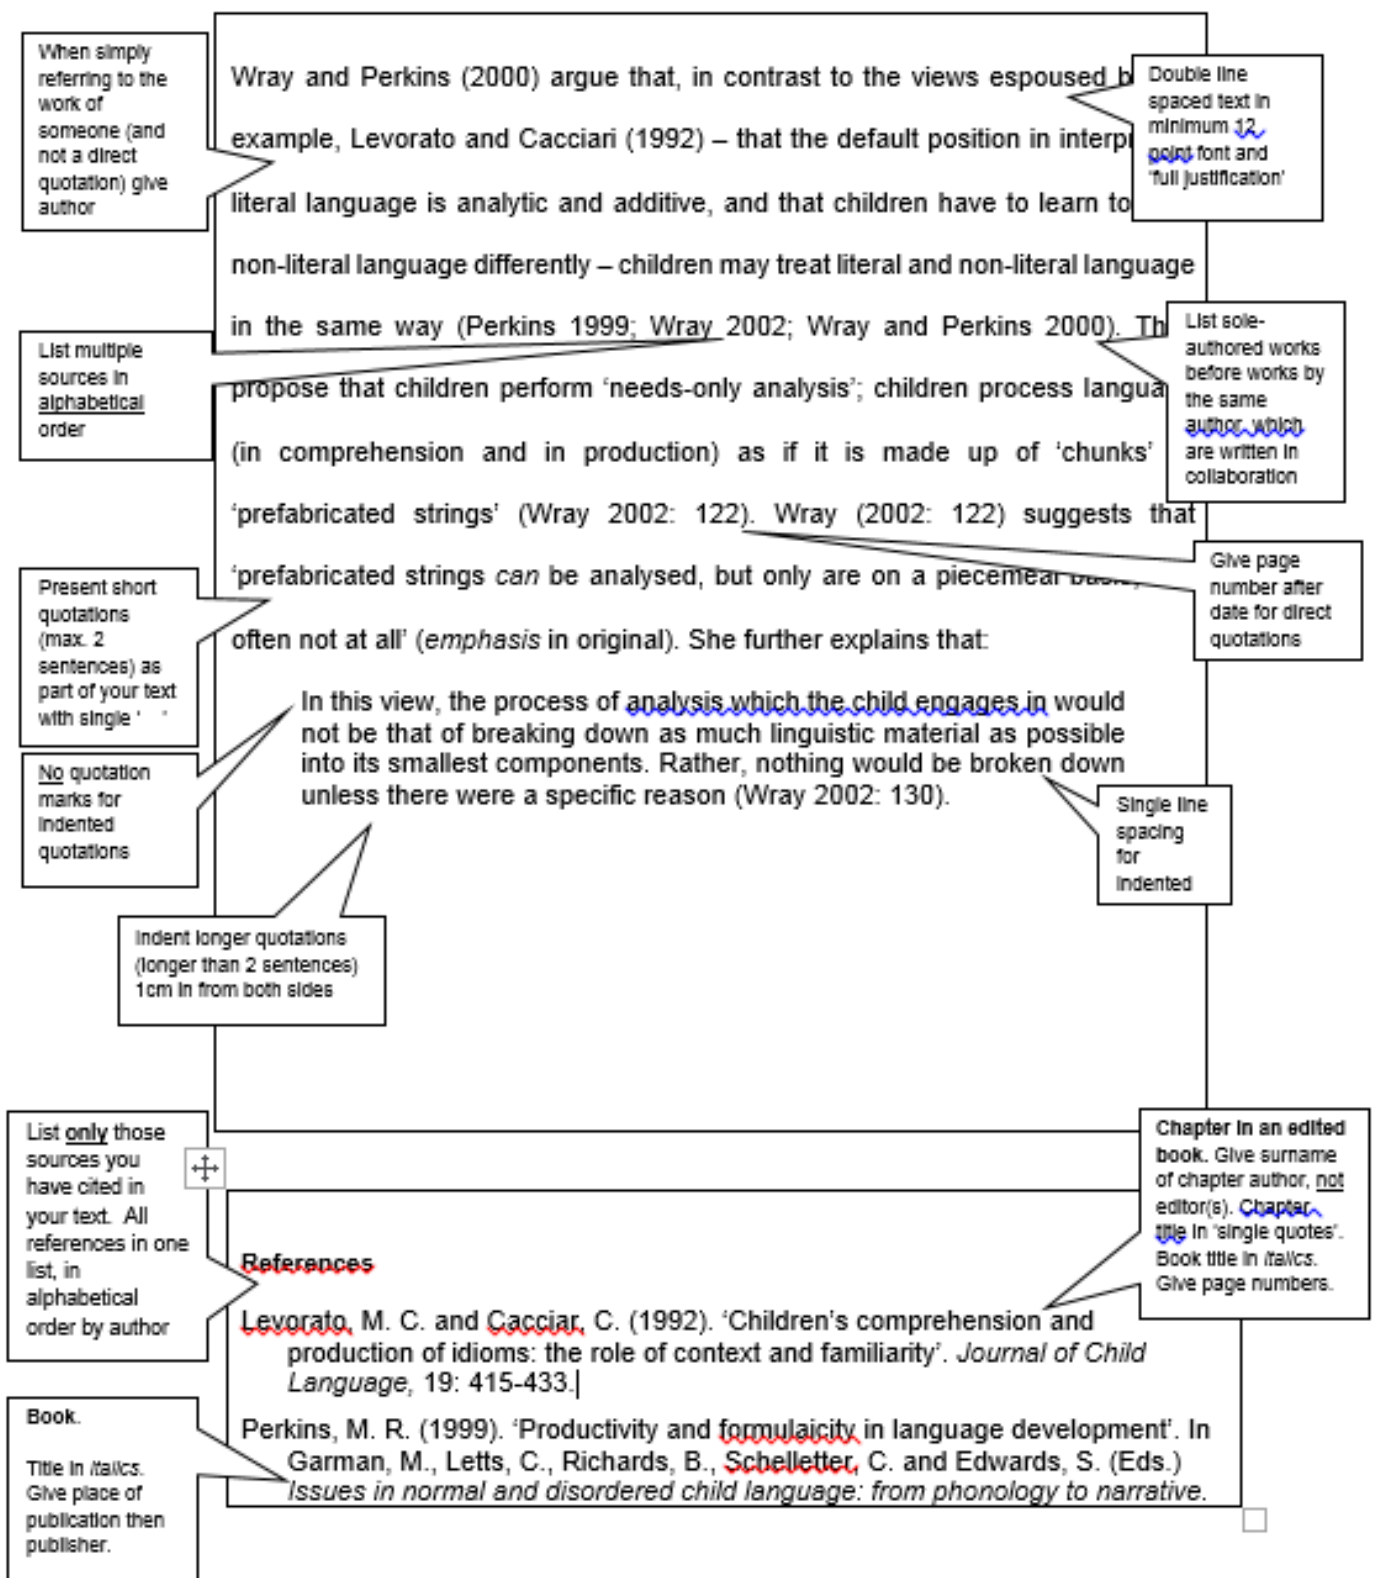 When simply
referring to the
work of
someone (and
not a direct
quotation) give
author
Wray and Perkins (2000) argue that, in contrast to the views espoused
example, Levorato and Cacciari (1992) – that the default position in
literal language is analytic and additive, and that children have to learn to
non-literal language differently – children may treat literal and non-literal language
in the same way (Perkins 1999; Wray 2002; Wray and Perkins 2000).
propose that children perform ‘needs-only analysis’; children process
(in comprehension and in production) as if it is made up of ‘chunks’
‘prefabricated strings’ (Wray 2002: 122). Wray (2002: 122) suggests that
‘prefabricated strings can be analysed, but only are on a piecemeal
often not at all’ (emphasis in original). She further explains that:
In this view, the process of analysis which the child engages in would
not be that of breaking down as much linguistic material as possible
into its smallest components. Rather, nothing would be broken down
unless there were a specific reason (Wray 2002: 130).
Double line
spaced text in
minimum 12
point font and
‘full justification’
List multiple
sources in
alphabetical
order
List sole-
authored works
before works by
the same
author, which
are written in
collaboration
Give page
number after
date for direct
quotations
Present short
quotations
(max. 2
sentences) as
part of your text
with single ‘ ’
No quotation
marks for
indented
quotations
Single line
spacing
for
indented
Indent longer quotations
(longer than 2 sentences)
1cm in from both sides
List only those
sources you
have cited in
your text. All
references in one
list, in
alphabetical
order by author
Chapter in an edited
book. Give surname
of chapter author, not
editor(s). Chapter
title in ‘single quotes’.
Book title in italics.
Give page numbers.
References
Levorato, M. C. and Cacciar, C. (1992). ‘Children’s comprehension and
production of idioms: the role of context and familiarity’. Journal of Child
Language, 19: 415-433.
Perkins, M. R. (1999). ‘Productivity and formulaicity in language development’. In
Garman, M., Letts, C., Richards, B., Schelletter, C. and Edwards, S. (Eds.)
Issues in normal and disordered child language: from phonology to narrative.
Book.
Title in italics.
Give place of
publication then
publisher.